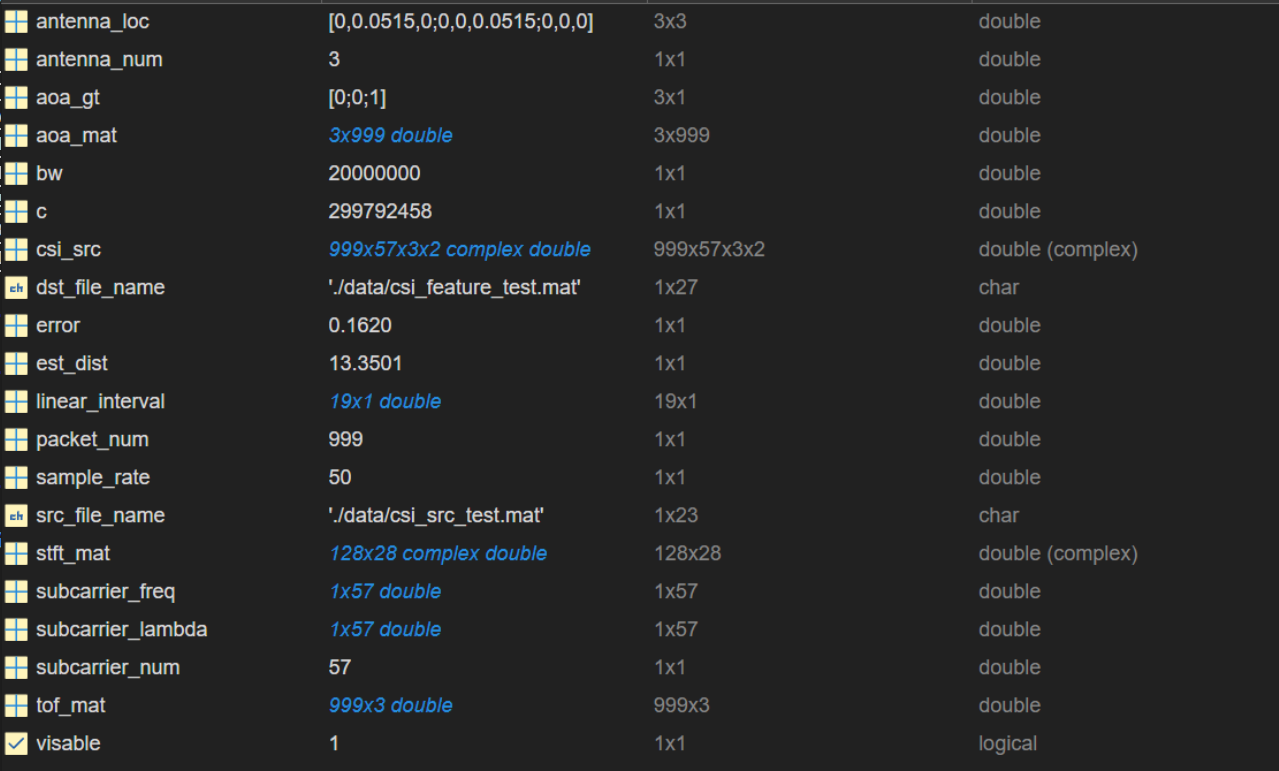 antenna_loc [0,0.0515,0;0,0,0.0515;0,0,0] 3x3 double
antenna_num 3 1x1 double
aoa_gt [0;0;1] 3x1 double
aoa_mat 3x999 double 3x999 double
bw 20000000 1x1 double
c 299792458 1x1 double
csi_src 999x57x3x2 complex double 999x57x3x2 double (complex)
ch dst_file_name './data/csi_feature_test.mat' 1x27 char
error 0.1620 1x1 double
est_dist 13.3501 1x1 double
linear_interval 19x1 double 19x1 double
packet_num 999 1x1 double
sample_rate 50 1x1 double
ch src_file_name './data/csi_src_test.mat' 1x23 char
stft_mat 128x28 complex double 128x28 double (complex)
subcarrier_freq 1x57 double 1x57 double
subcarrier_lambda 1x57 double 1x57 double
subcarrier_num 57 1x1 double
tof_mat 999x3 double 999x3 double
visable 1 1x1 logical